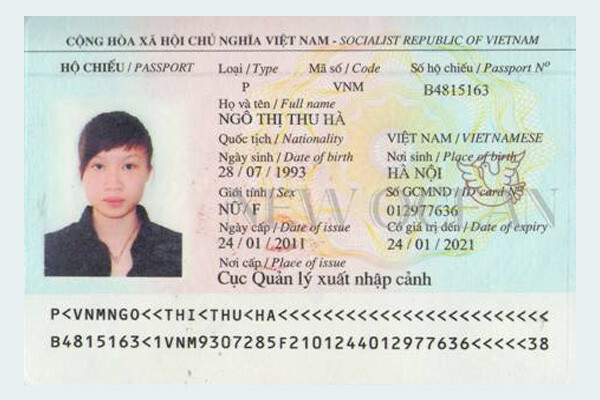 CỘNG HÒA XÃ HỘI CHỦ NGHĨA VIỆT NAM - SOCIALIST REPUBLIC OF VIETNAM
HỘ CHIẾU / PASSPORT Loại / Type Mã số / Code Số hộ chiếu / Passport Nº
P VNM B4815163
Họ và tên / Full name
NGÔ THỊ THU HÀ
Quốc tịch / Nationality VIỆT NAM / VIETNAMESE
Ngày sinh / Date of birth Nơi sinh / Place of birth
28 / 07 / 1993 HÀ NỘI
Giới tính / Sex Số GCMND / ID card Nº
NỮ / F 012977636
NEW OCEAN
Ngày cấp / Date of issue Có giá trị đến / Date of expiry
24 / 01 / 2011 24 / 01 / 2021
Nơi cấp / Place of issue
Cục Quản lý xuất nhập cảnh
P<VNMNGO<<THI<THU<HA<<<<<<<<<<<<<<<<<<<<<<<<
B4815163<1VNM9307285F2101244012977636<<<<<38